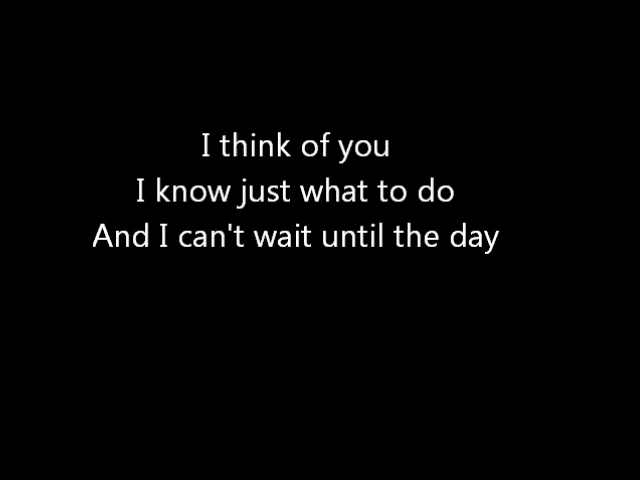 I think of you
I know just what to do
And I can't wait until the day